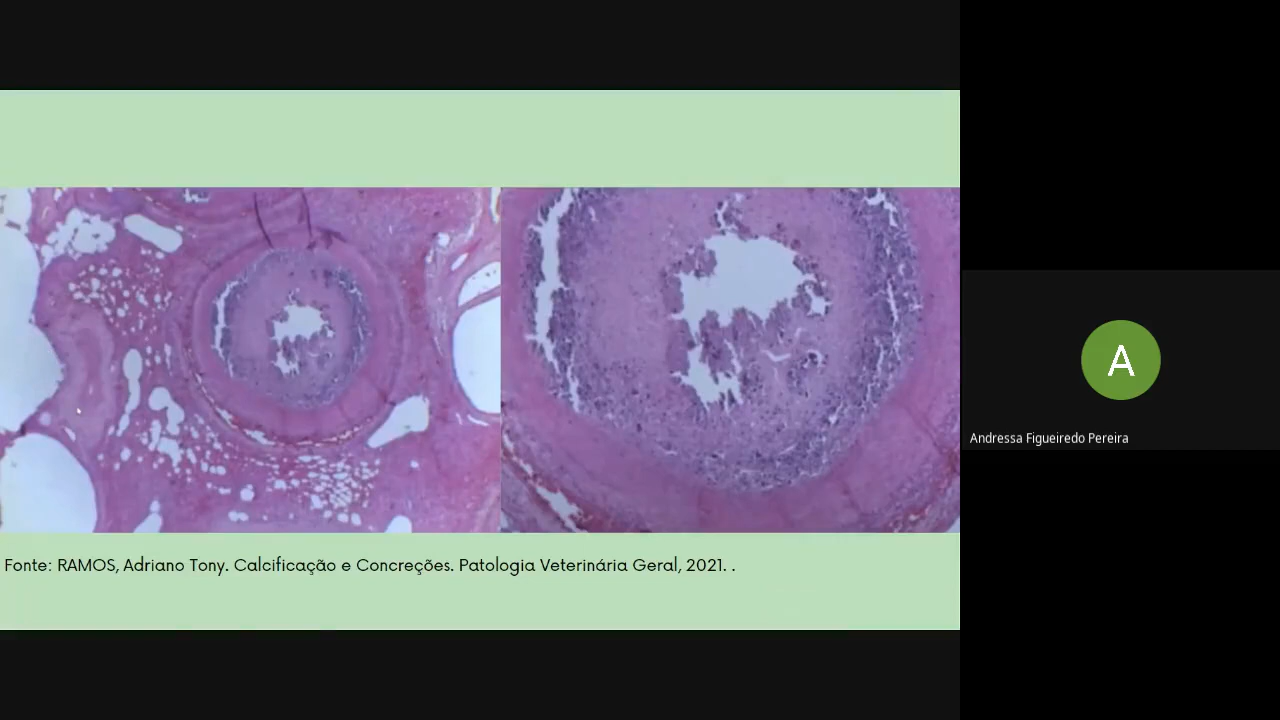 Fonte: RAMOS, Adriano Tony. Calcificação e Concreções. Patologia Veterinária Geral, 2021. .
A
Andressa Figueiredo Pereira